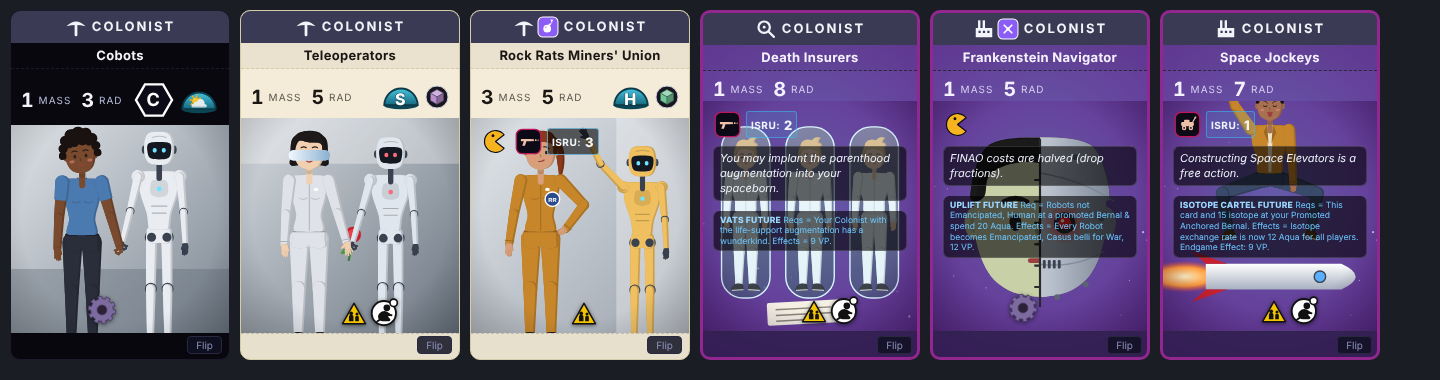 COLONIST
Cobots
1 MASS 3 RAD C
Flip
COLONIST
Teleoperators
1 MASS 5 RAD S
Flip
COLONIST
Rock Rats Miners' Union
3 MASS 5 RAD H
ISRU: 3
RR
Flip
COLONIST
Death Insurers
1 MASS 8 RAD
ISRU: 2
You may implant the parenthood
augmentation into your
spaceborn.
VATS FUTURE Reqs = Your Colonist with
the life-support augmentation has a
wunderkind. Effects = 9 VP.
Flip
COLONIST
Frankenstein Navigator
1 MASS 5 RAD
FINAO costs are halved (drop
fractions).
UPLIFT FUTURE Req = Robots not
Emancipated, Human at a promoted Bernal &
spend 20 Aqua. Effects = Every Robot
becomes Emancipated, Casus belli for War,
12 VP.
Flip
COLONIST
Space Jockeys
1 MASS 7 RAD
ISRU: 1
Constructing Space Elevators is a
free action.
ISOTOPE CARTEL FUTURE Reqs = This
card and 15 isotope at your Promoted
Anchored Bernal. Effects = Isotope
exchange rate is now 12 Aqua for all players.
Endgame Effect: 9 VP.
Flip